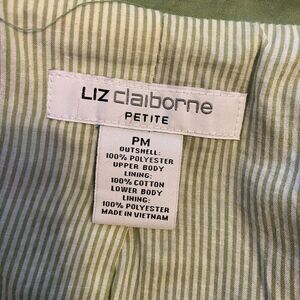 LIZ claiborne
PETITE
PM
OUTSHELL:
100% POLYESTER
UPPER BODY
LINING:
100% COTTON
LOWER BODY
LINING:
100% POLYESTER
MADE IN VIETNAM